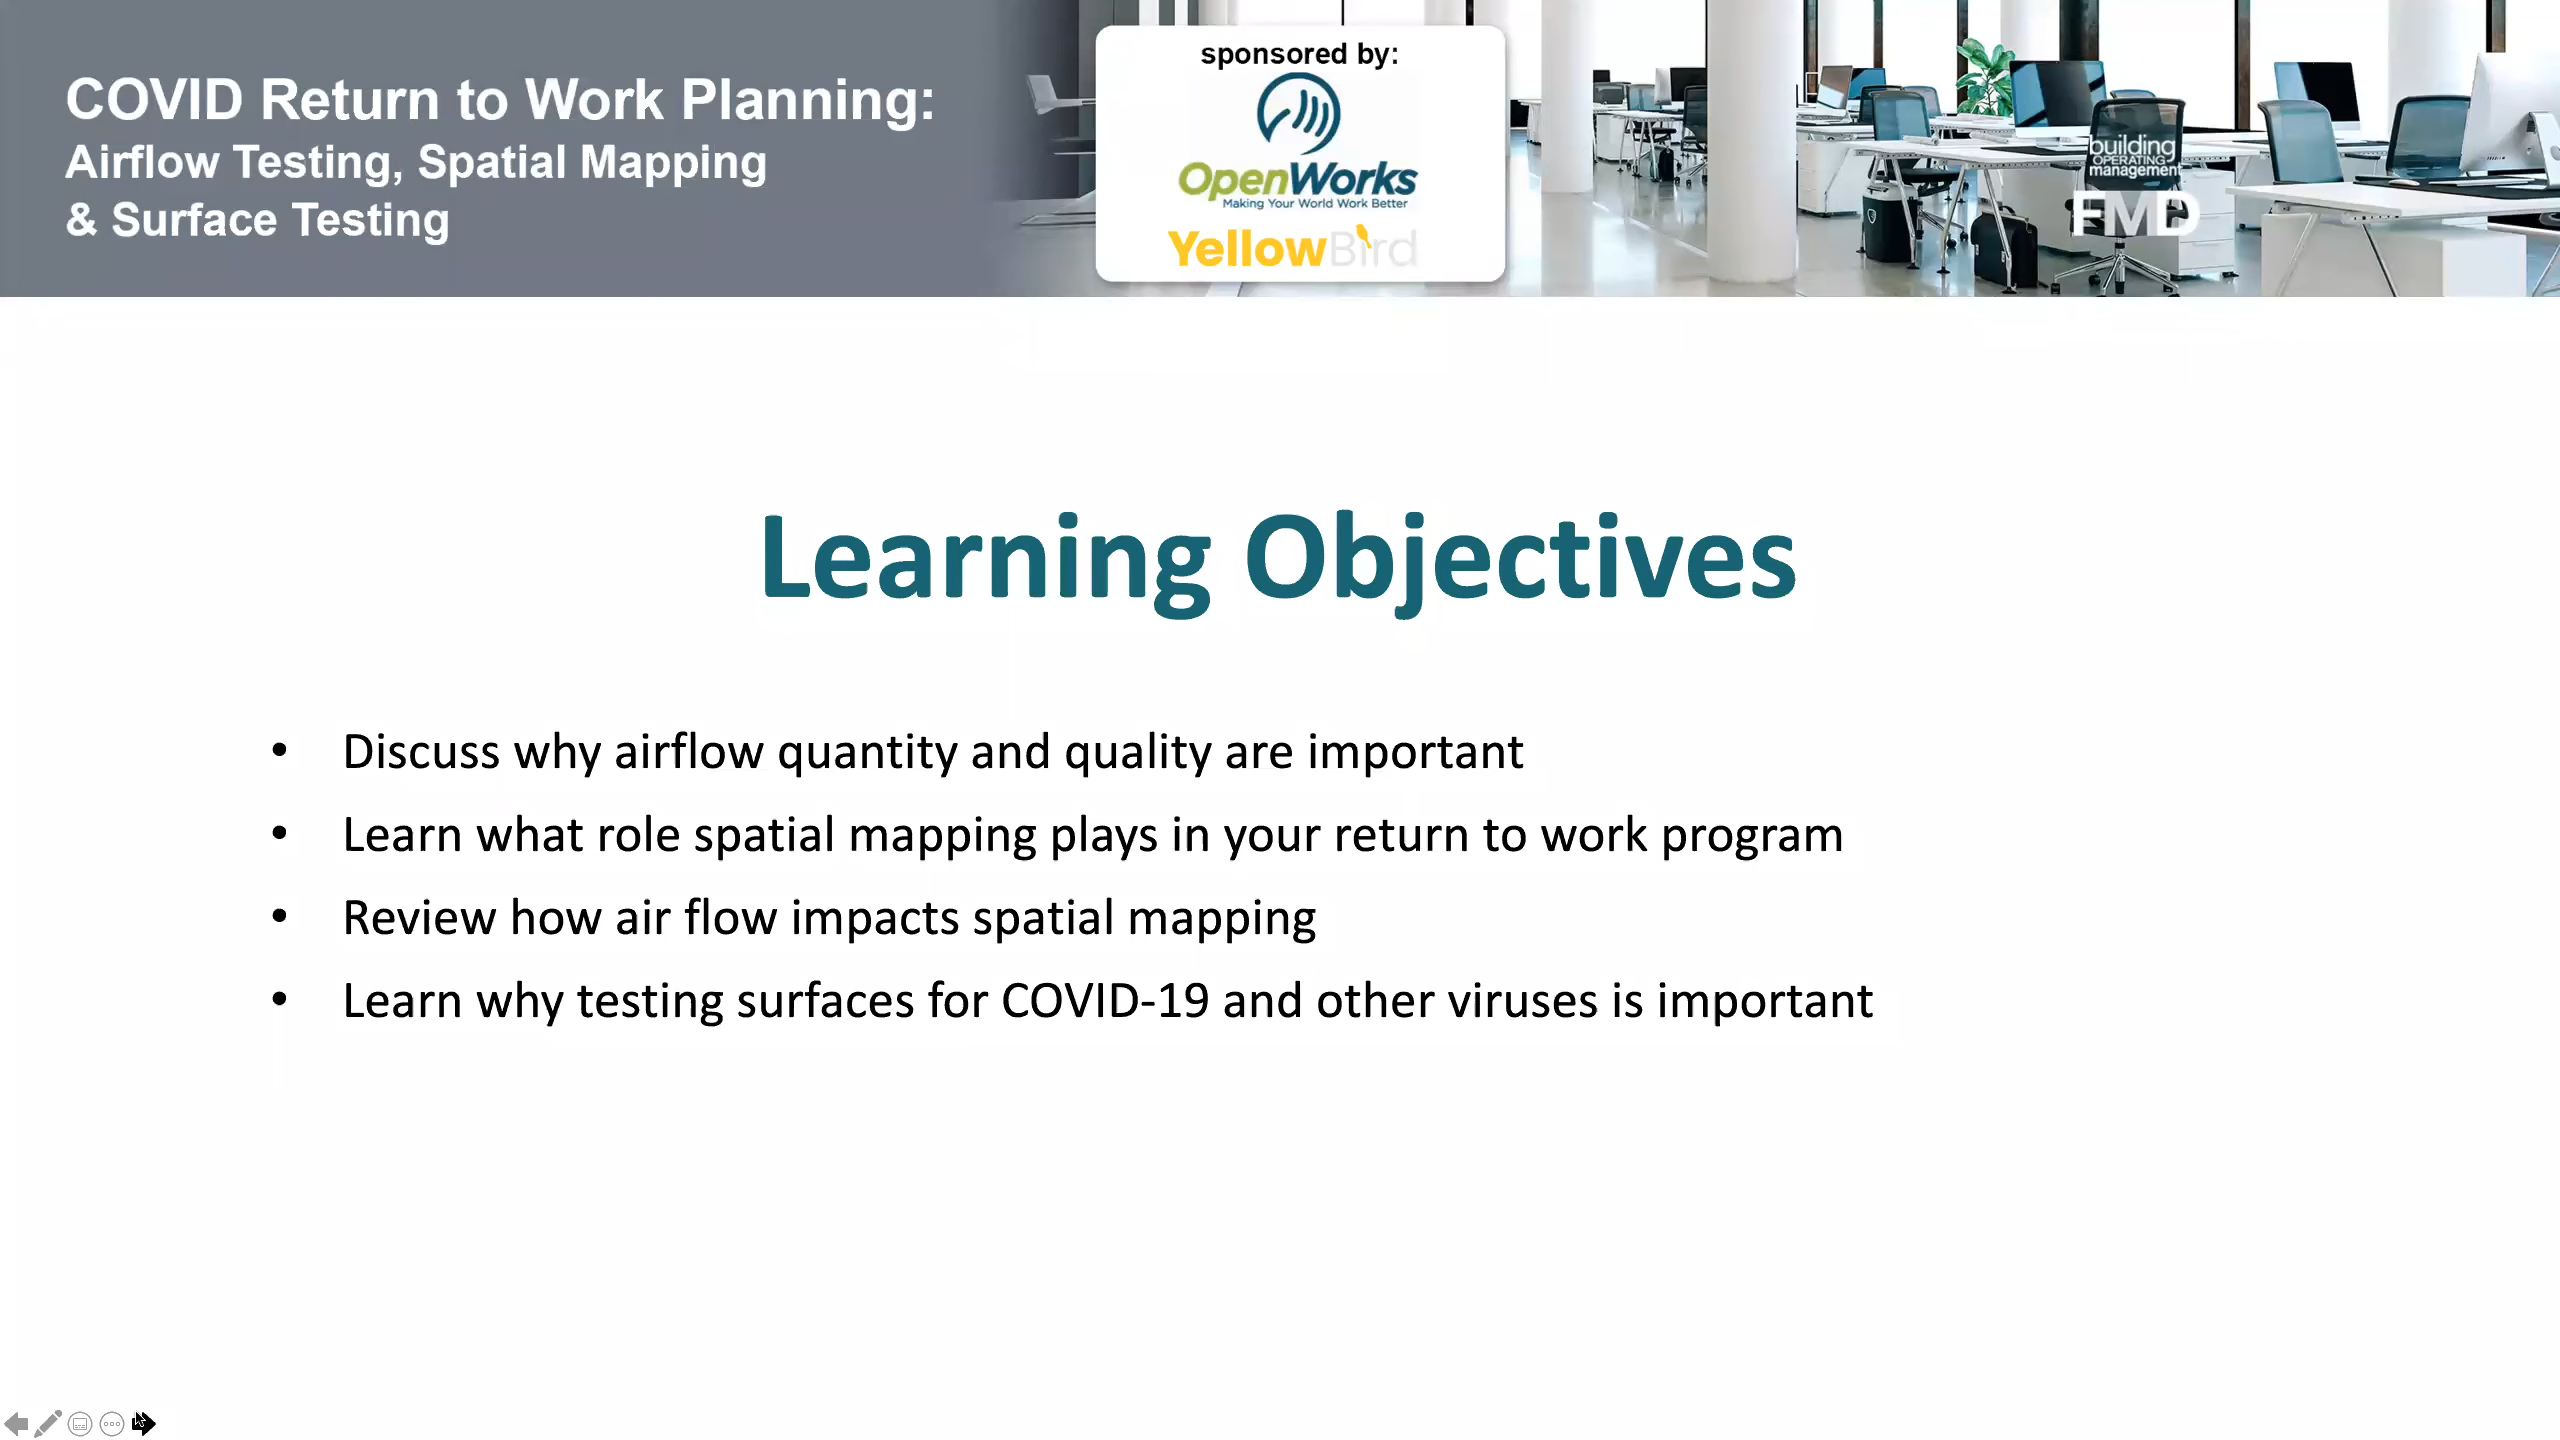 COVID Return to Work Planning:
Airflow Testing, Spatial Mapping
& Surface Testing
sponsored by:
OpenWorks
Making Your World Work Better
YellowBird
building
OPERATING
management
FMD
Learning Objectives
• Discuss why airflow quantity and quality are important
• Learn what role spatial mapping plays in your return to work program
• Review how air flow impacts spatial mapping
• Learn why testing surfaces for COVID-19 and other viruses is important